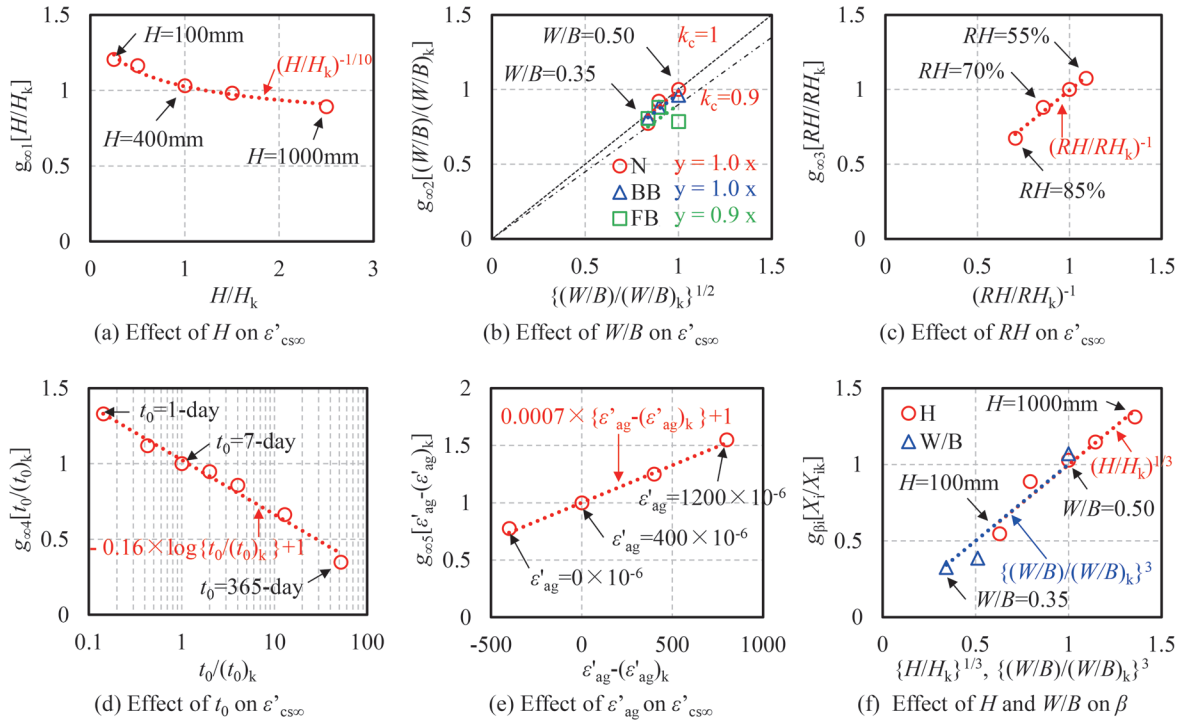 g∞1[H/Hk]
1.5
1
0.5
0
H=100mm
(H/Hk)-1/10
H=400mm
H=1000mm
0 1 2 3
H/Hk
(a) Effect of H on ε’cs∞
g∞2[(W/B)/(W/B)k]
1.5
1
0.5
0
W/B=0.50
kc=1
W/B=0.35
kc=0.9
N y = 1.0 x
BB y = 1.0 x
FB y = 0.9 x
0 0.5 1 1.5
{(W/B)/(W/B)k}1/2
(b) Effect of W/B on ε’cs∞
g∞3[RH/RHk]
1.5
1
0.5
0
RH=55%
RH=70%
(RH/RHk)-1
RH=85%
0 0.5 1 1.5
(RH/RHk)-1
(c) Effect of RH on ε’cs∞
g∞4[t0/(t0)k]
1.5
1
0.5
0
t0=1-day
t0=7-day
- 0.16×log{t0/(t0)k}+1
t0=365-day
0.1 1 10 100
t0/(t0)k
(d) Effect of t0 on ε’cs∞
g∞5[ε'ag-(ε'ag)k]
2
1.5
1
0.5
0
0.0007×{ε'ag-(ε'ag)k}+1
ε'ag=1200×10-6
ε'ag=400×10-6
ε'ag=0×10-6
-500 0 500 1000
ε'ag-(ε'ag)k
(e) Effect of ε’ag on ε’cs∞
gβi[Xi/Xik]
1.5
1
0.5
0
H
W/B
H=1000mm
(H/Hk)1/3
H=100mm
W/B=0.50
{(W/B)/(W/B)k}3
W/B=0.35
0 0.5 1 1.5
{H/Hk}1/3, {(W/B)/(W/B)k}3
(f) Effect of H and W/B on β